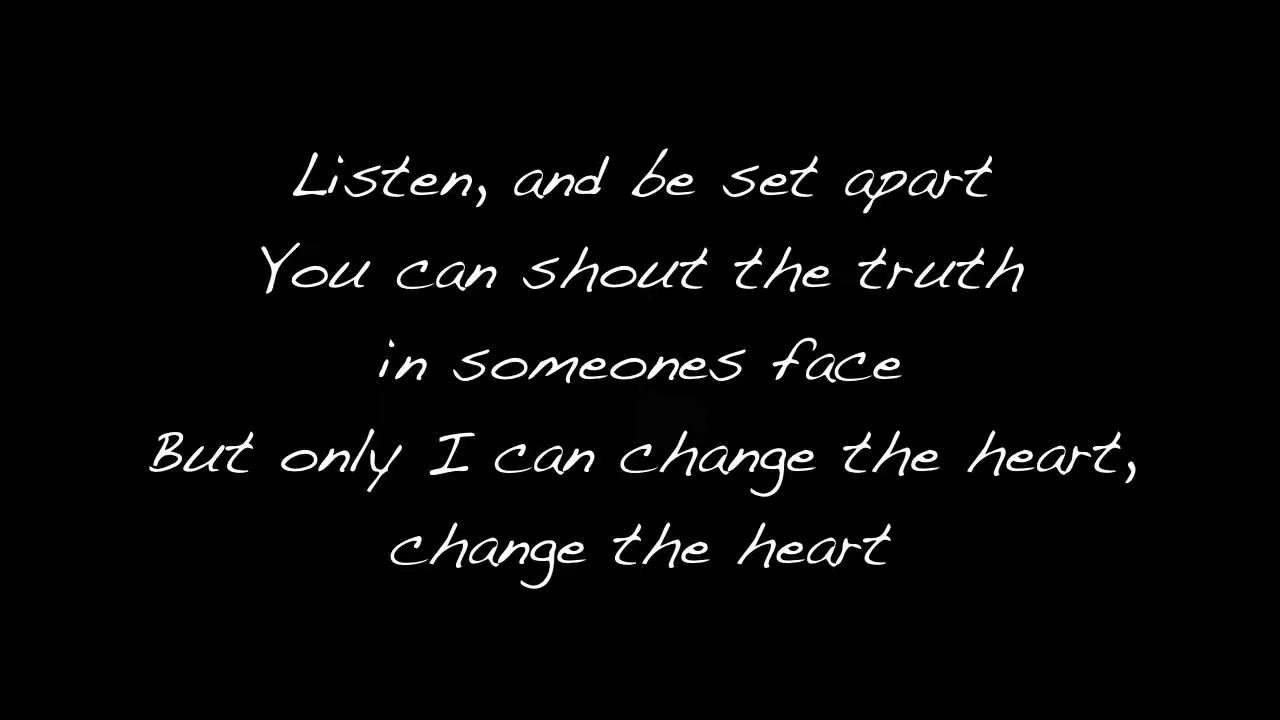 Listen, and be set apart
You can shout the truth
in someones face
But only I can change the heart,
change the heart